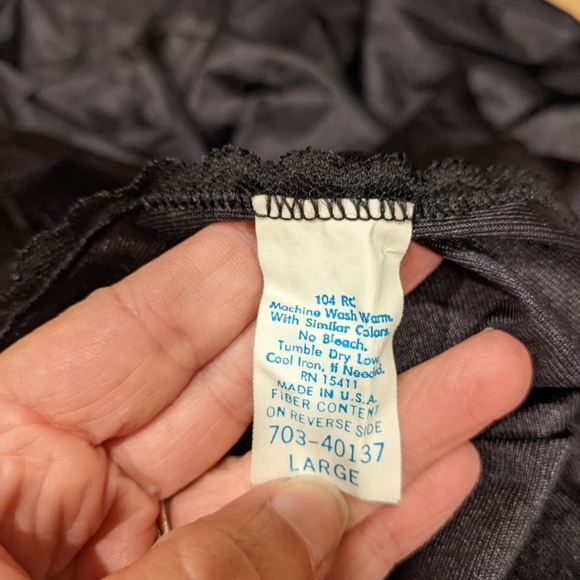 104 RC
Machine Wash Warm,
With Similar Colors.
No Bleach.
Tumble Dry Low.
Cool Iron, If Needed.
RN 15411
MADE IN U.S.A.
FIBER CONTENT
ON REVERSE SIDE
703-40137
LARGE